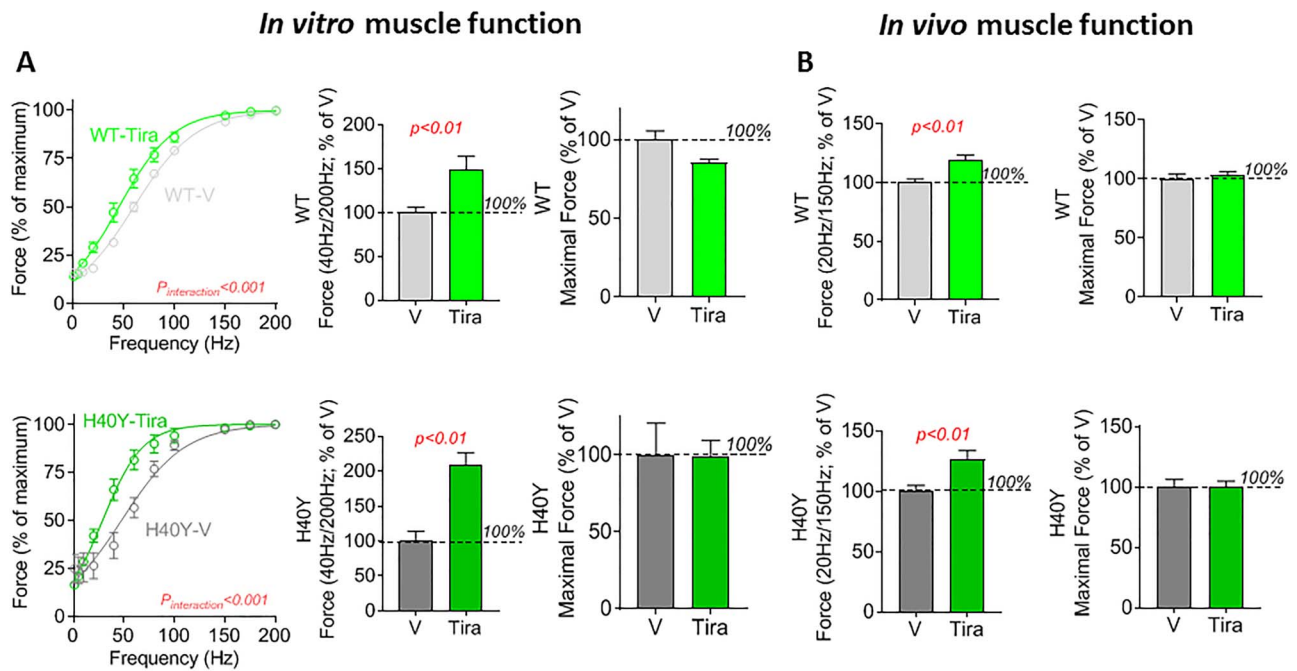 In vitro muscle function
In vivo muscle function
A
B
Force (% of maximum)
100
75
50
25
0
WT-Tira
WT-V
Pinteraction<0.001
0 50 100 150 200
Frequency (Hz)
WT
Force (40Hz/200Hz; % of V)
200
150
100
50
0
p<0.01
100%
V Tira
WT
Maximal Force (% of V)
100
50
0
100%
V Tira
WT
Force (20Hz/150Hz; % of V)
150
100
50
0
p<0.01
100%
V Tira
WT
Maximal Force (% of V)
150
100
50
0
100%
V Tira
Force (% of maximum)
100
75
50
25
0
H40Y-Tira
H40Y-V
Pinteraction<0.001
0 50 100 150 200
Frequency (Hz)
H40Y
Force (40Hz/200Hz; % of V)
250
200
150
100
50
0
p<0.01
100%
V Tira
H40Y
Maximal Force (% of V)
100
50
0
100%
V Tira
H40Y
Force (20Hz/150Hz; % of V)
150
100
50
0
p<0.01
100%
V Tira
H40Y
Maximal Force (% of V)
150
100
50
0
100%
V Tira